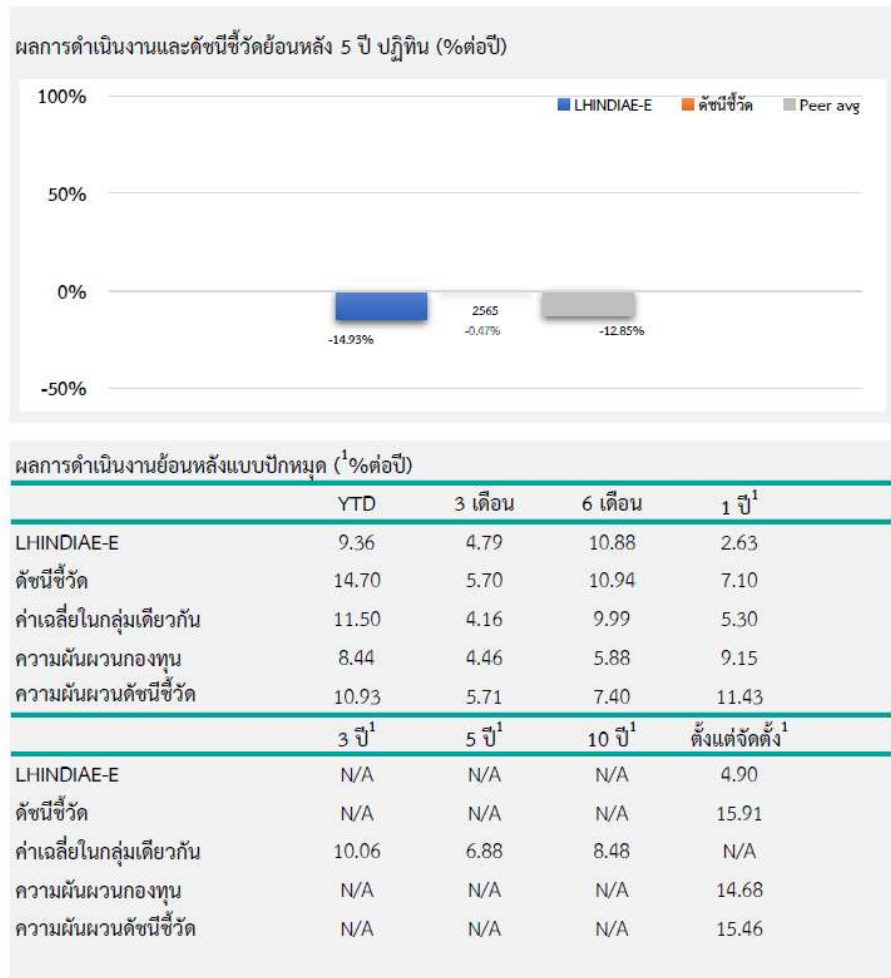 ผลการดำเนินงานและดัชนีชี้วัดย้อนหลัง 5 ปี ปฏิทิน (%ต่อปี)
100%
LHINDIAE-E ดัชนีชี้วัด Peer avg
50%
0%
2565
-14.93% -0.47% -12.85%
-50%
ผลการดำเนินงานย้อนหลังแบบปักหมุด (¹%ต่อปี)
YTD 3 เดือน 6 เดือน 1 ปี¹
LHINDIAE-E 9.36 4.79 10.88 2.63
ดัชนีชี้วัด 14.70 5.70 10.94 7.10
ค่าเฉลี่ยในกลุ่มเดียวกัน 11.50 4.16 9.99 5.30
ความผันผวนกองทุน 8.44 4.46 5.88 9.15
ความผันผวนดัชนีชี้วัด 10.93 5.71 7.40 11.43
3 ปี¹ 5 ปี¹ 10 ปี¹ ตั้งแต่จัดตั้ง¹
LHINDIAE-E N/A N/A N/A 4.90
ดัชนีชี้วัด N/A N/A N/A 15.91
ค่าเฉลี่ยในกลุ่มเดียวกัน 10.06 6.88 8.48 N/A
ความผันผวนกองทุน N/A N/A N/A 14.68
ความผันผวนดัชนีชี้วัด N/A N/A N/A 15.46